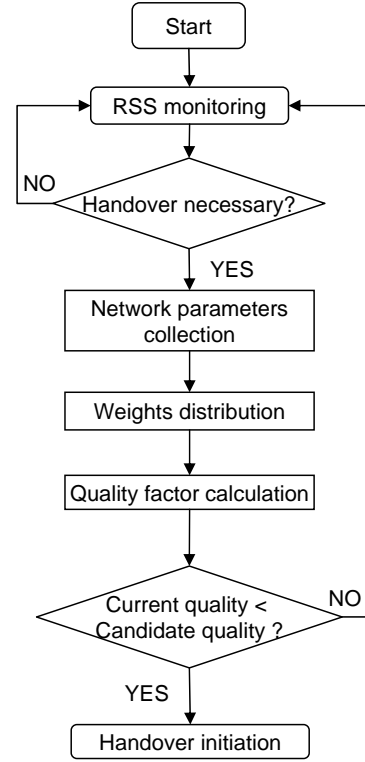 Start
RSS monitoring
NO
Handover necessary?
YES
Network parameters
collection
Weights distribution
Quality factor calculation
Current quality <
Candidate quality ?
NO
YES
Handover initiation